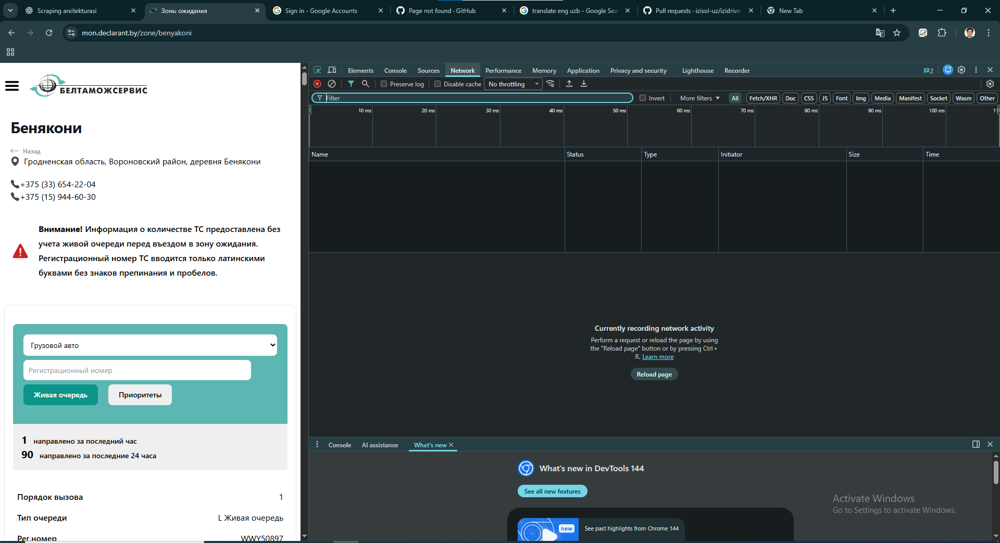 Scraping arxitekturasi
Зоны ожидания
Sign in - Google Accounts
Page not found · GitHub
translate eng uzb - Google Sea
Pull requests · izisol-uz/izidriver
New Tab
mon.declarant.by/zone/benyakoni
БЕЛТАМОЖСЕРВИС
Бенякони
Назад
Гродненская область, Вороновский район, деревня Бенякони
+375 (33) 654-22-04
+375 (15) 944-60-30
Внимание! Информация о количестве ТС предоставлена без
учета живой очереди перед въездом в зону ожидания.
Регистрационный номер ТС вводится только латинскими
буквами без знаков препинания и пробелов.
Грузовой авто
Регистрационный номер
Живая очередь
Приоритеты
1 направлено за последний час
90 направлено за последние 24 часа
Порядок вызова 1
Тип очереди L Живая очередь
Рег.номер WWY50897
Elements Console Sources Network Performance Memory Application Privacy and security Lighthouse Recorder 2
Preserve log Disable cache No throttling
Filter Invert More filters All Fetch/XHR Doc CSS JS Font Img Media Manifest Socket Wasm Other
10 ms 20 ms 30 ms 40 ms 50 ms 60 ms 70 ms 80 ms 90 ms 100 ms 11
Name Status Type Initiator Size Time
Currently recording network activity
Perform a request or reload the page by using
the "Reload page" button or by pressing Ctrl +
R. Learn more
Reload page
Console AI assistance What's new
What's new in DevTools 144
See all new features
new
See past highlights from Chrome 144
Activate Windows
Go to Settings to activate Windows.